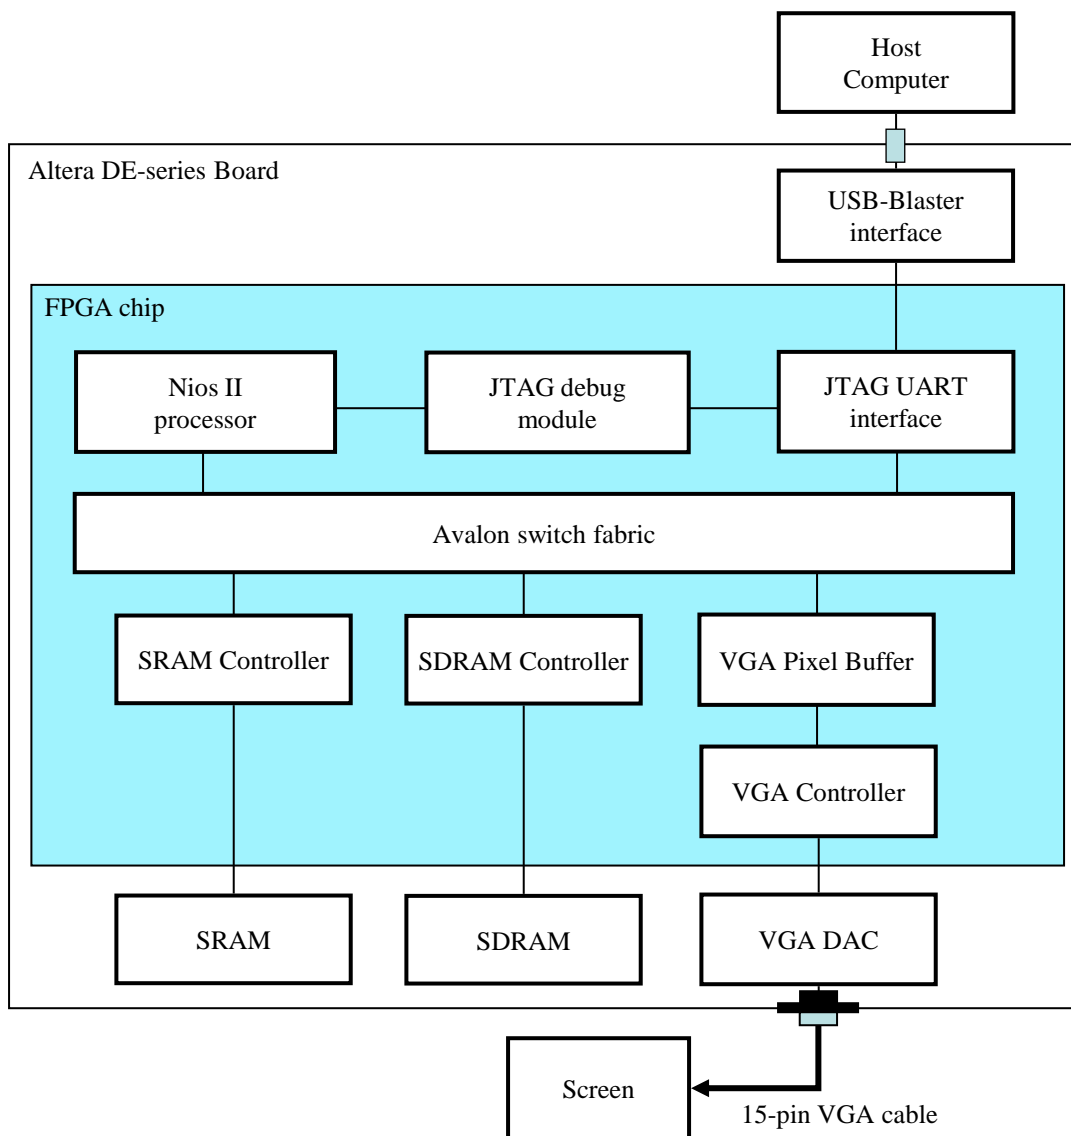 Host
Computer
Altera DE-series Board
USB-Blaster
interface
FPGA chip
Nios II
processor
JTAG debug
module
JTAG UART
interface
Avalon switch fabric
SRAM Controller
SDRAM Controller
VGA Pixel Buffer
VGA Controller
SRAM
SDRAM
VGA DAC
Screen
15-pin VGA cable